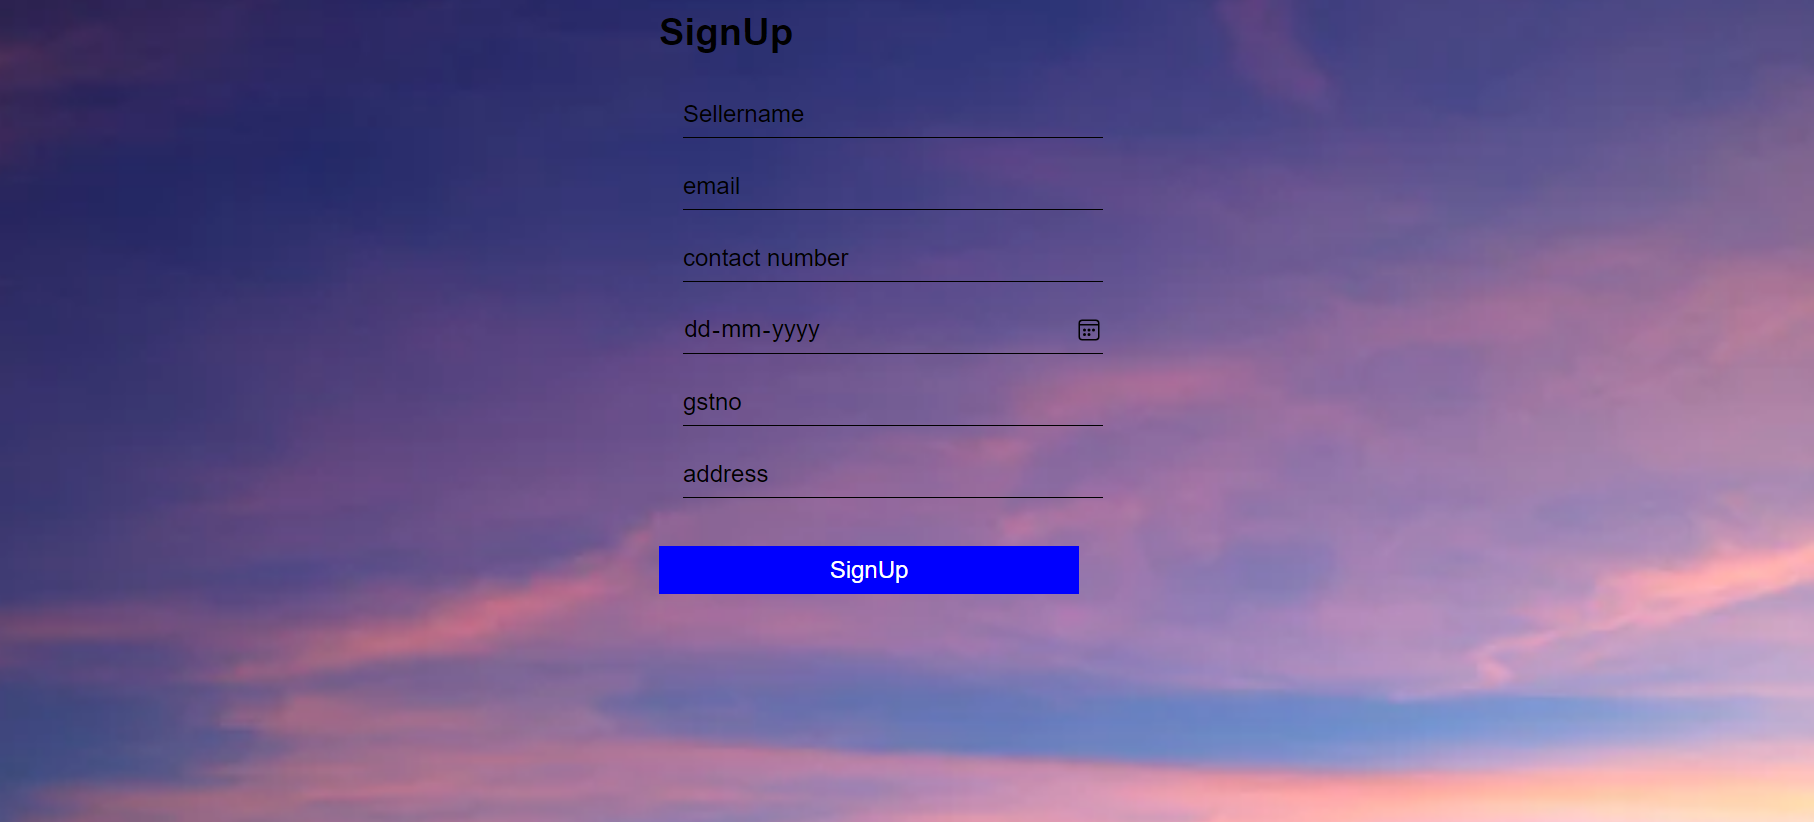 SignUp
Sellername
email
contact number
dd-mm-yyyy
gstno
address
SignUp